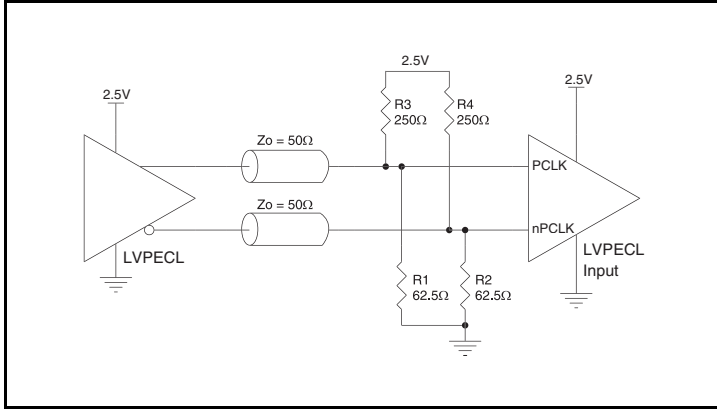 2.5V
2.5V
2.5V
R3
250Ω
R4
250Ω
Zo = 50Ω
PCLK
Zo = 50Ω
nPCLK
LVPECL
LVPECL
Input
R1
62.5Ω
R2
62.5Ω